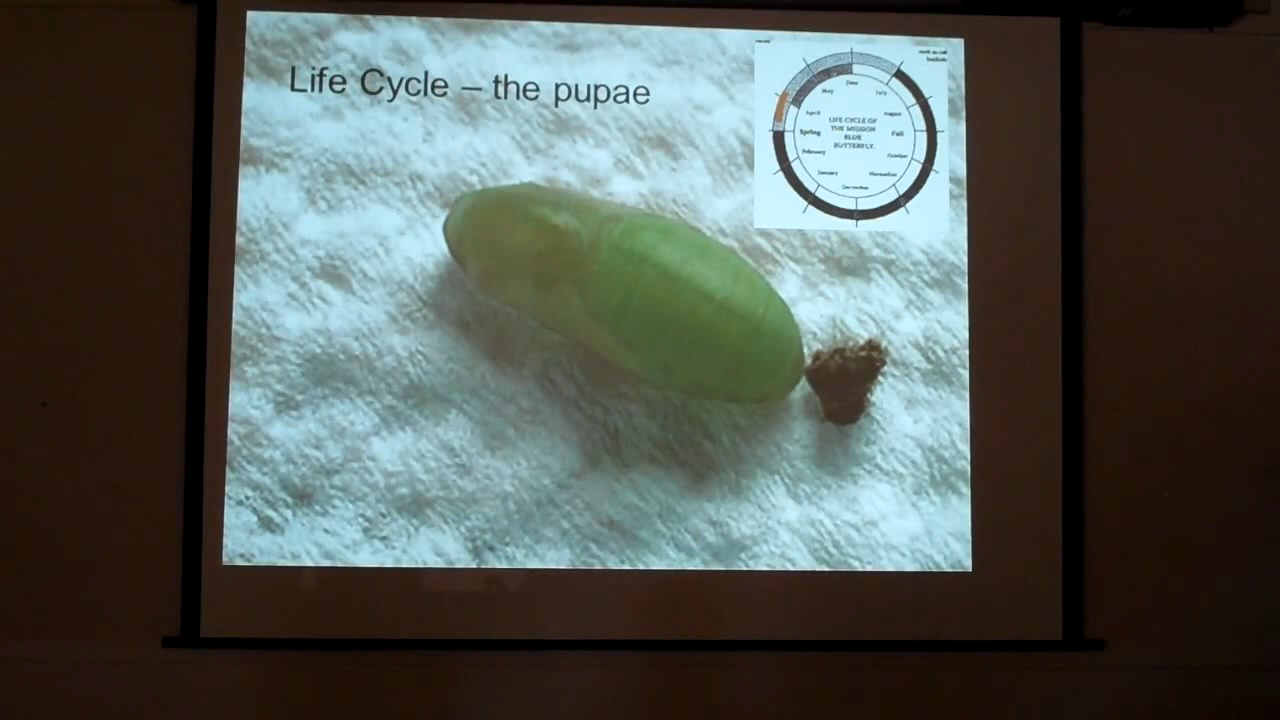 Life Cycle – the pupae
June
July
August
Fall
October
November
December
January
February
Spring
April
May
LIFE CYCLE OF
THE MISSION
BLUE
BUTTERFLY.